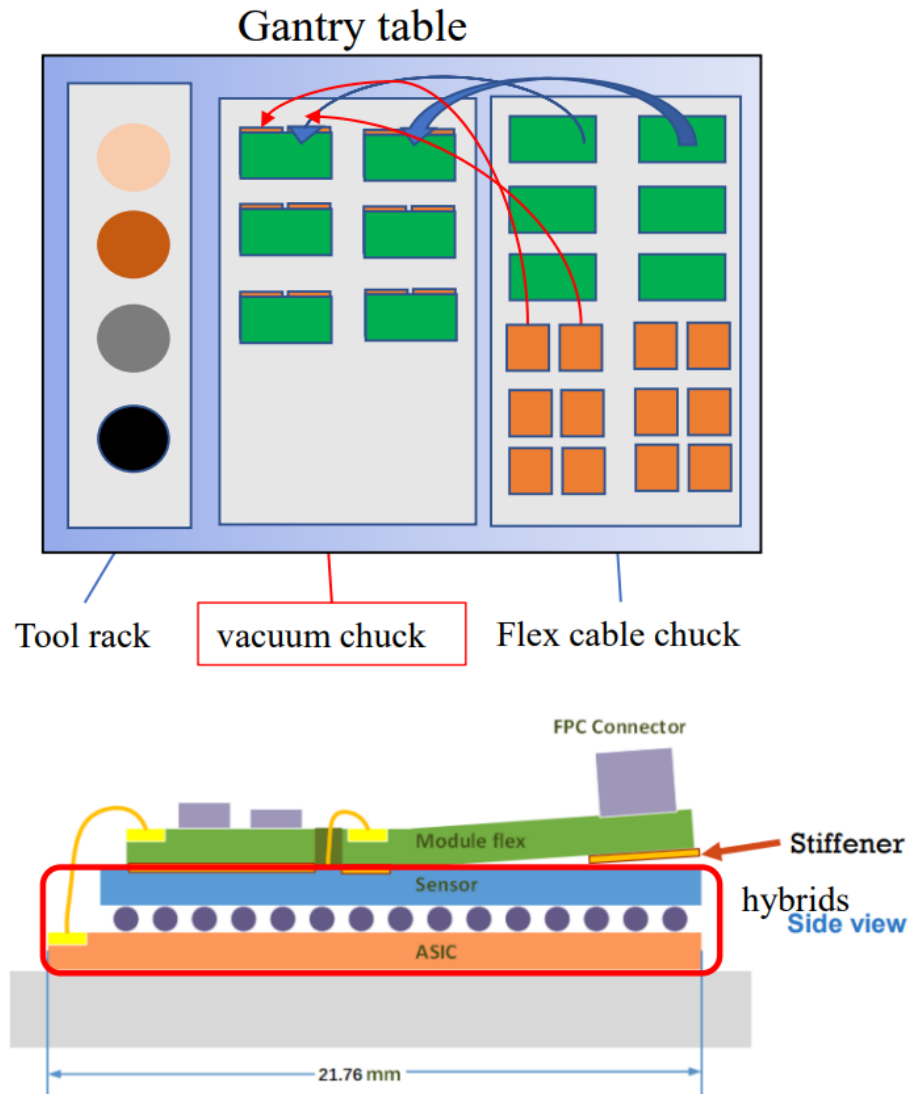 Gantry table
Tool rack
vacuum chuck
Flex cable chuck
FPC Connector
Module flex
Stiffener
Sensor
hybrids
Side view
ASIC
21.76 mm